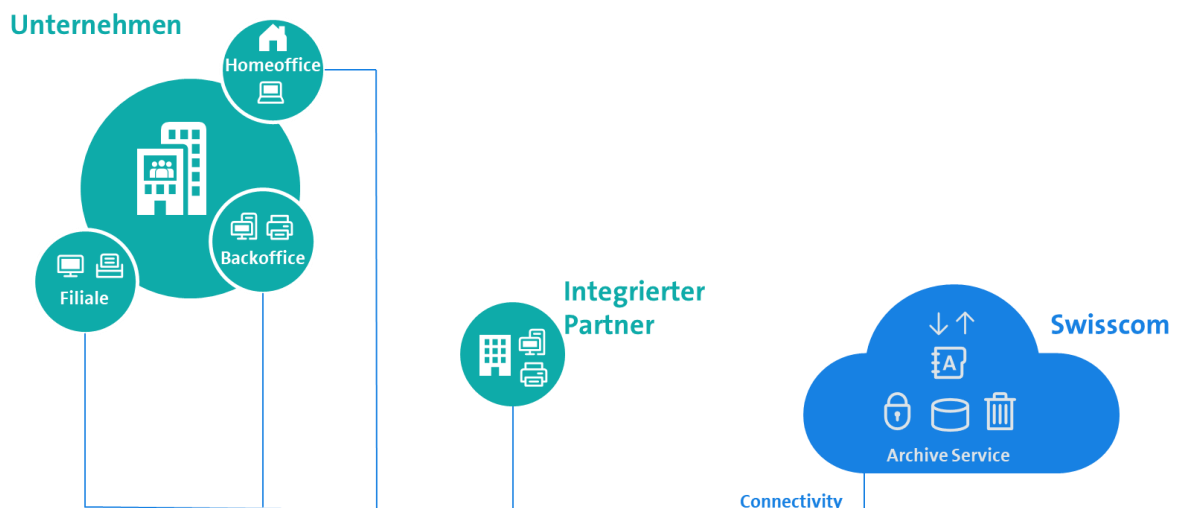 Unternehmen
Homeoffice
Backoffice
Filiale
Integrierter
Partner
Swisscom
A
Archive Service
Connectivity